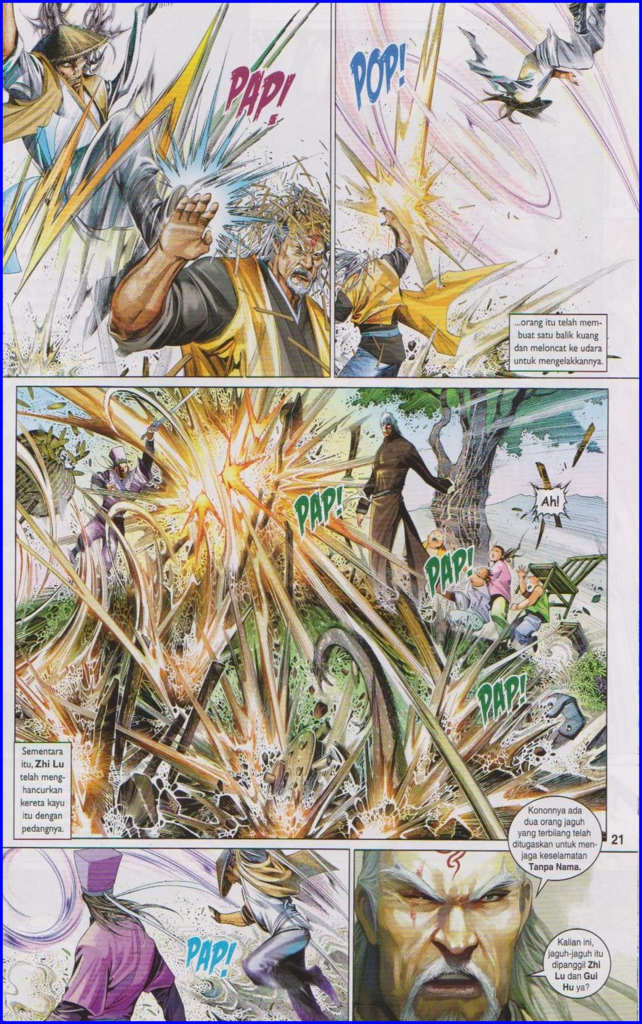 PAP!
POP!
...orang itu telah mem-
buat satu balik kuang
dan meloncat ke udara
untuk mengelakkannya.
PAP!
Ah!
PAP!
PAP!
Sementara
itu, Zhi Lu
telah meng-
hancurkan
kereta kayu
itu dengan
pedangnya.
21
Kononnya ada
dua orang jaguh
yang terbilang telah
ditugaskan untuk men-
jaga keselamatan
Tanpa Nama.
PAP!
Kalian ini,
jaguh-jaguh itu
dipanggil Zhi
Lu dan Gui
Hu ya?